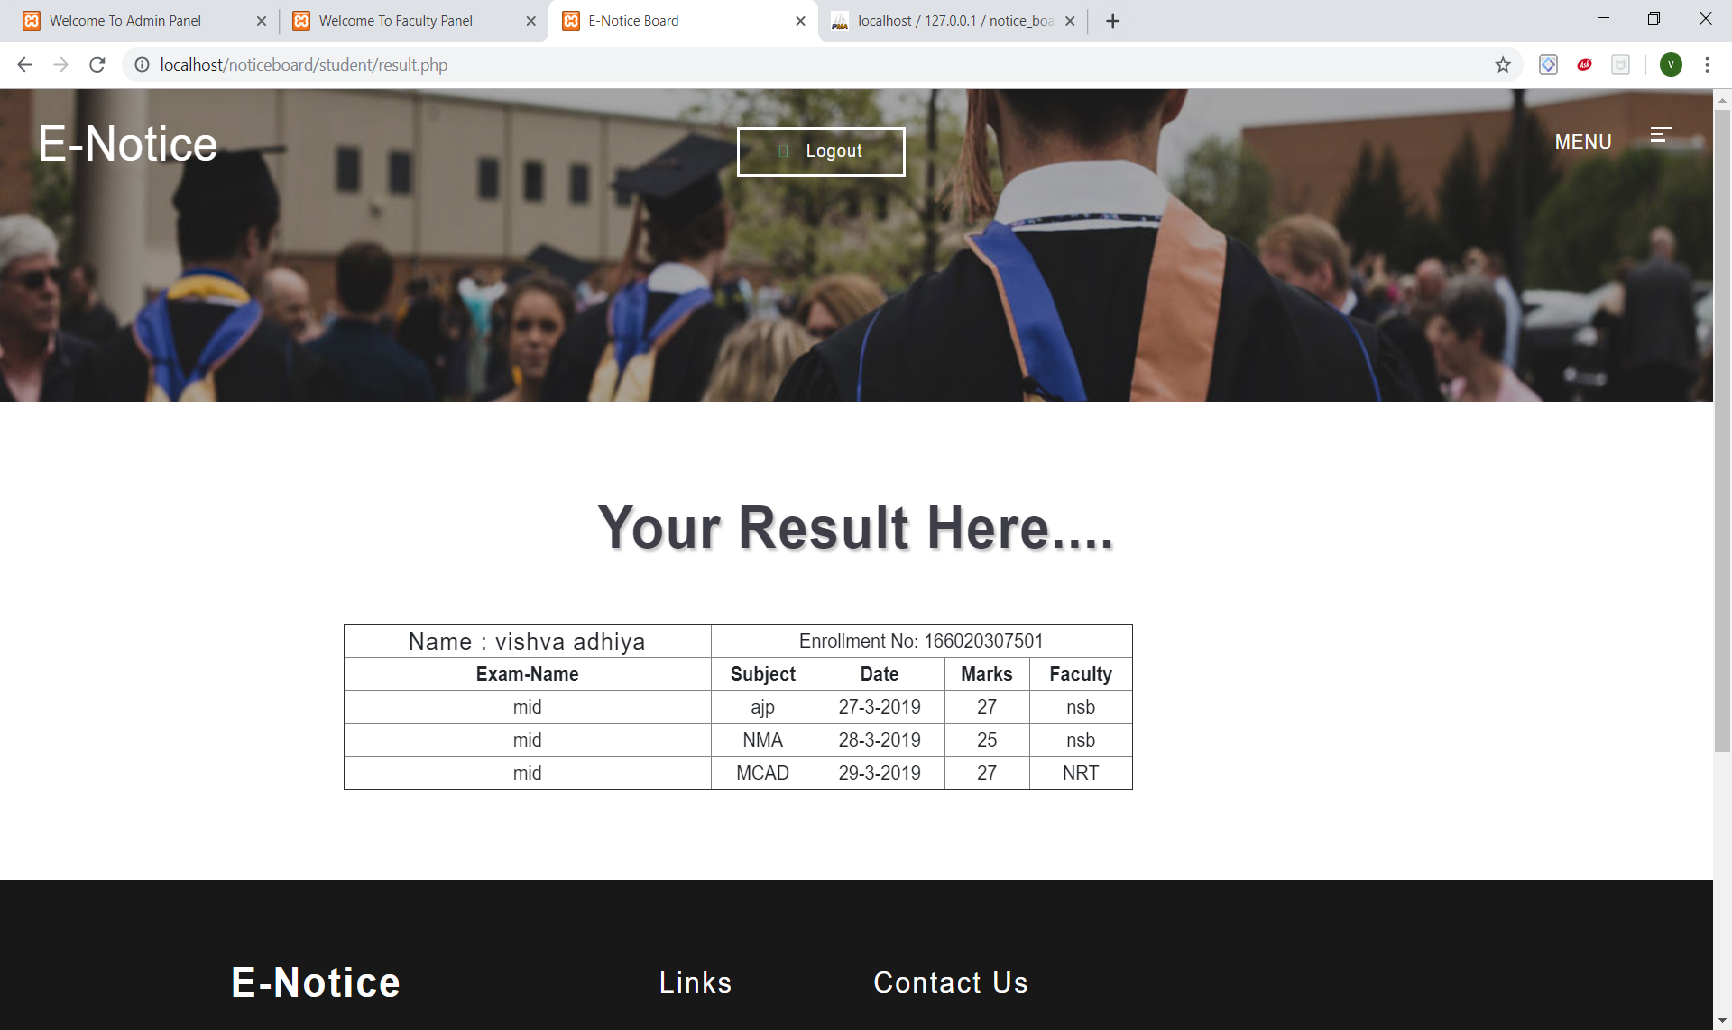 Welcome To Admin Panel
Welcome To Faculty Panel
E-Notice Board
localhost / 127.0.0.1 / notice_boa
localhost/noticeboard/student/result.php
V
E-Notice
Logout
MENU
Your Result Here....
Name : vishva adhiya Enrollment No: 166020307501
Exam-Name Subject Date Marks Faculty
mid ajp 27-3-2019 27 nsb
mid NMA 28-3-2019 25 nsb
mid MCAD 29-3-2019 27 NRT
E-Notice Links Contact Us